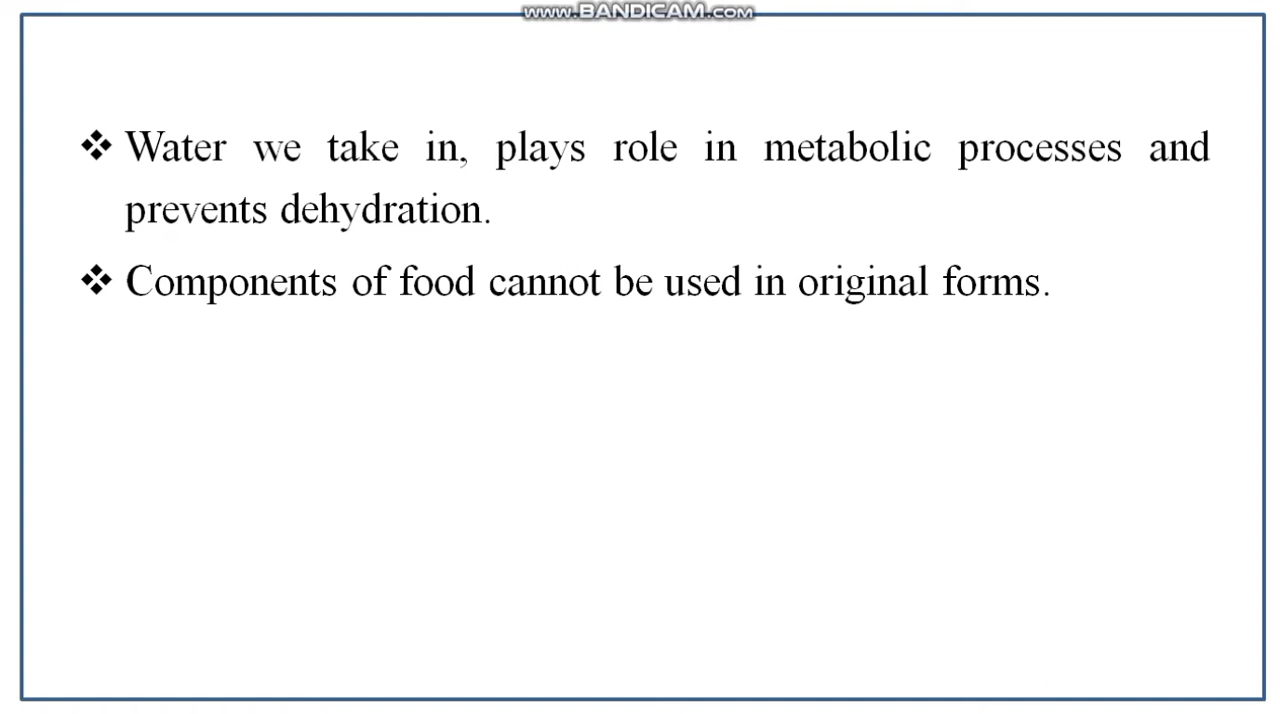 www.BANDICAM.com
❖ Water we take in, plays role in metabolic processes and
prevents dehydration.
❖ Components of food cannot be used in original forms.